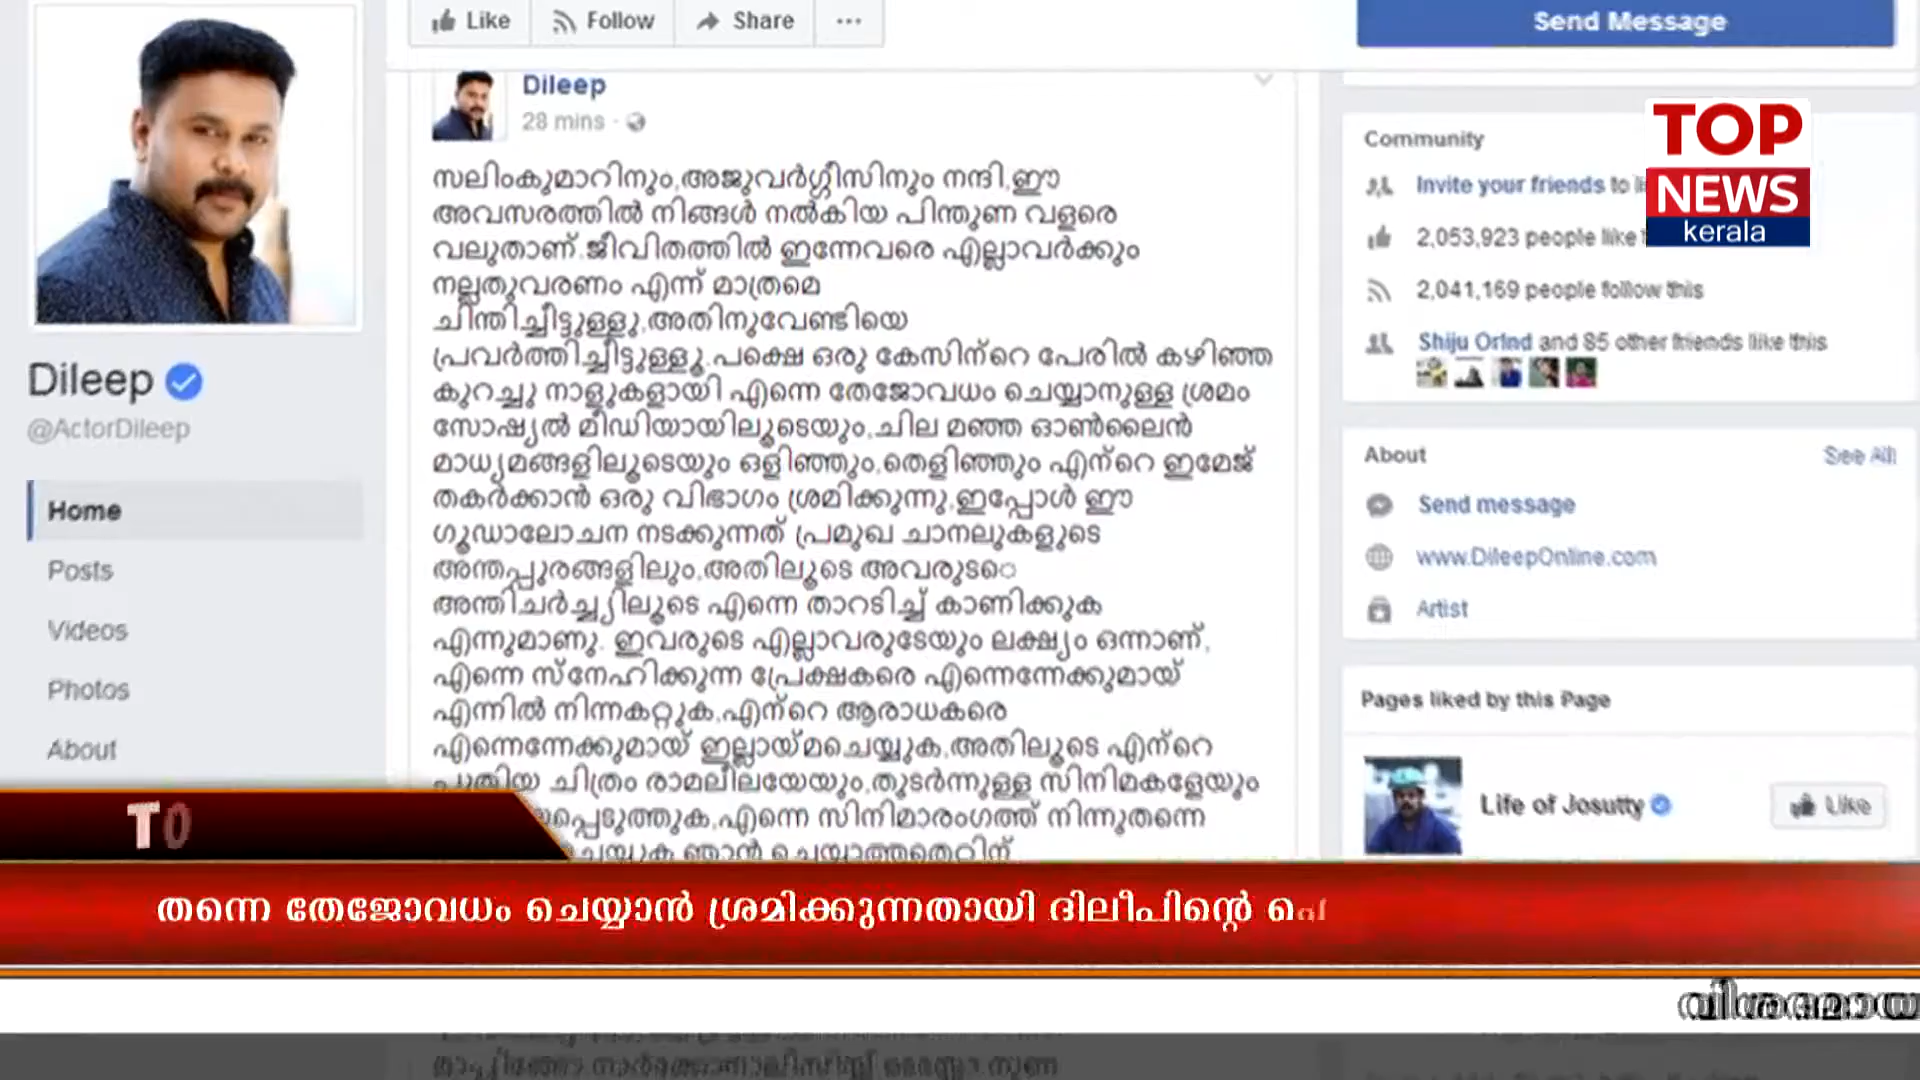 Like Follow Share ...
Send Message
Dileep
28 mins ·
സലിംകുമാറിനും,അജുവർഗ്ഗീസിനും നന്ദി,ഈ
അവസരത്തിൽ നിങ്ങൾ നൽകിയ പിന്തുണ വളരെ
വലുതാണ്.ജീവിതത്തിൽ ഇന്നേവരെ എല്ലാവർക്കും
നല്ലതുവരണം എന്ന് മാത്രമെ
ചിന്തിച്ചീട്ടുള്ളു,അതിനുവേണ്ടിയെ
പ്രവർത്തിച്ചീട്ടുള്ളൂ.പക്ഷെ ഒരു കേസിന്റെ പേരിൽ കഴിഞ്ഞ
കുറച്ചു നാളുകളായി എന്നെ തേജോവധം ചെയ്യാനുള്ള ശ്രമം
സോഷ്യൽ മീഡിയായിലൂടെയും,ചില മഞ്ഞ ഓൺലൈൻ
മാധ്യമങ്ങളിലൂടെയും ഒളിഞ്ഞും,തെളിഞ്ഞും എന്റെ ഇമേജ്
തകർക്കാൻ ഒരു വിഭാഗം ശ്രമിക്കുന്നു,ഇപ്പോൾ ഈ
ഗൂഡാലോചന നടക്കുന്നത് പ്രമുഖ ചാനലുകളുടെ
അന്തപ്പുരങ്ങളിലും,അതിലൂടെ അവരുടെ
അന്തിചർച്ച്യിലൂടെ എന്നെ താറടിച്ച് കാണിക്കുക
എന്നുമാണു. ഇവരുടെ എല്ലാവരുടേയും ലക്ഷ്യം ഒന്നാണ്,
എന്നെ സ്നേഹിക്കുന്ന പ്രേക്ഷകരെ എന്നെന്നേക്കുമായ്
എന്നിൽ നിന്നകറ്റുക,എന്റെ ആരാധകരെ
എന്നെന്നേക്കുമായ് ഇല്ലായ്മചെയ്യുക,അതിലൂടെ എന്റെ
പുതിയ ചിത്രം രാമലീലയേയും,തുടർന്നുള്ള സിനിമകളേയും
പ്പെടുത്തുക,എന്നെ സിനിമാരംഗത്ത് നിന്നുതന്നെ
ചെയ്യുക ഞാൻ ചെയ്യാത്തതെറ്റിന്
Dileep
@ActorDileep
Home
Posts
Videos
Photos
About
Community
Invite your friends to
2,053,923 people like
2,041,169 people follow this
Shiju Orind and 85 other friends like this
About See All
Send message
www.DileepOnline.com
Artist
Pages liked by this Page
Life of Josutty Like
TOP
NEWS
kerala
TO
തന്നെ തേജോവധം ചെയ്യാൻ ശ്രമിക്കുന്നതായി ദിലീപിന്റെ പെ